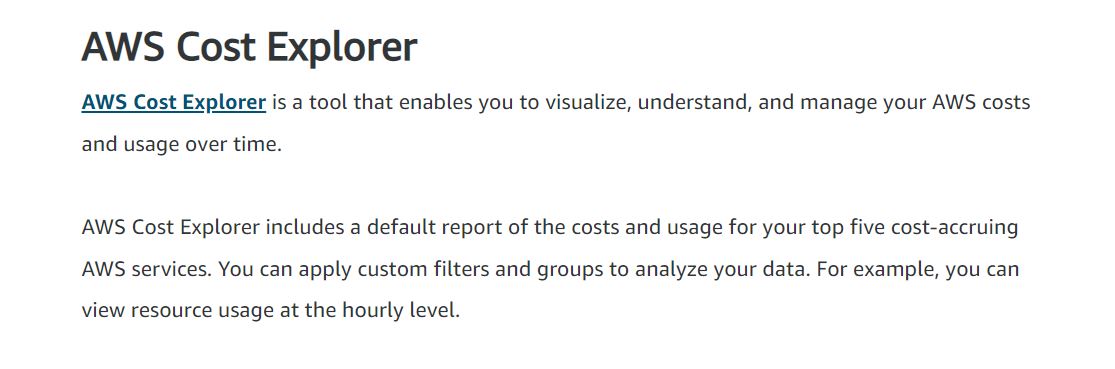 AWS Cost Explorer
AWS Cost Explorer is a tool that enables you to visualize, understand, and manage your AWS costs
and usage over time.
AWS Cost Explorer includes a default report of the costs and usage for your top five cost-accruing
AWS services. You can apply custom filters and groups to analyze your data. For example, you can
view resource usage at the hourly level.